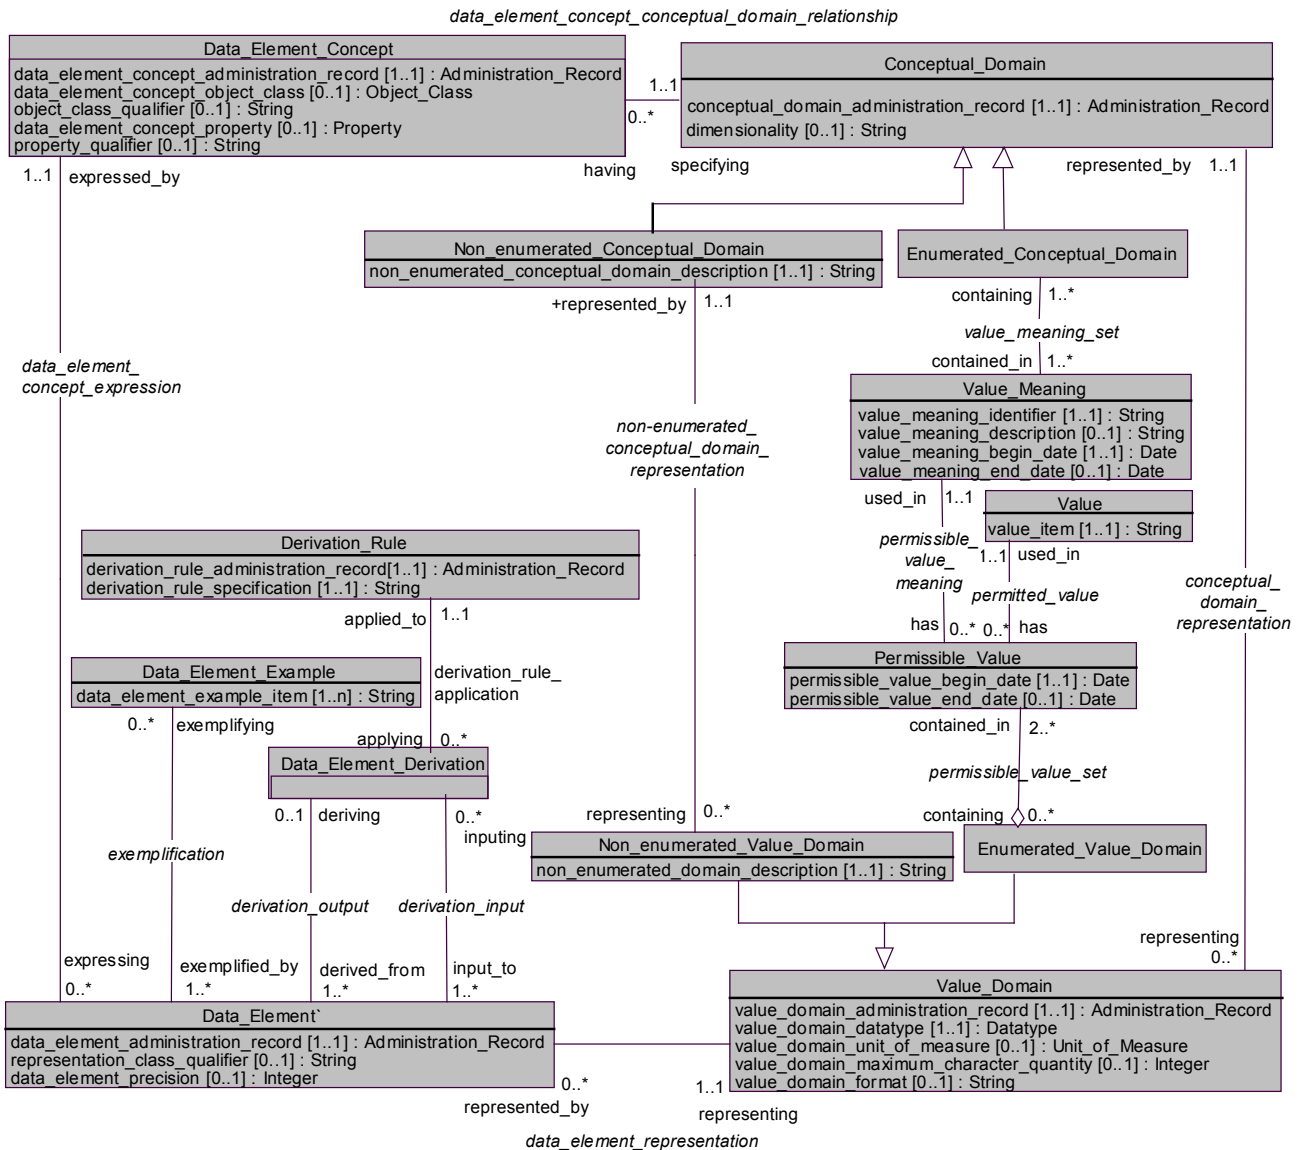 data_element_concept_conceptual_domain_relationship
Data_Element_Concept
data_element_concept_administration_record [1..1] : Administration_Record
data_element_concept_object_class [0..1] : Object_Class
object_class_qualifier [0..1] : String
data_element_concept_property [0..1] : Property
property_qualifier [0..1] : String
1..1
0..*
Conceptual_Domain
conceptual_domain_administration_record [1..1] : Administration_Record
dimensionality [0..1] : String
1..1 expressed_by
having
specifying
represented_by 1..1
Non_enumerated_Conceptual_Domain
non_enumerated_conceptual_domain_description [1..1] : String
Enumerated_Conceptual_Domain
+represented_by 1..1
containing 1..*
value_meaning_set
contained_in 1..*
data_element_
concept_expression
Value_Meaning
value_meaning_identifier [1..1] : String
value_meaning_description [0..1] : String
value_meaning_begin_date [1..1] : Date
value_meaning_end_date [0..1] : Date
non-enumerated_
conceptual_domain_
representation
used_in 1..1
Value
value_item [1..1] : String
permissible_
value_
meaning
1..1 used_in
permitted_value
has 0..*
0..* has
conceptual_
domain_
representation
Derivation_Rule
derivation_rule_administration_record[1..1] : Administration_Record
derivation_rule_specification [1..1] : String
applied_to 1..1
derivation_rule_
application
Data_Element_Example
data_element_example_item [1..n] : String
0..* exemplifying
applying 0..*
Permissible_Value
permissible_value_begin_date [1..1] : Date
permissible_value_end_date [0..1] : Date
contained_in 2..*
permissible_value_set
containing 0..*
Data_Element_Derivation
0..1 deriving
0..*
inputing
representing 0..*
Non_enumerated_Value_Domain
non_enumerated_domain_description [1..1] : String
Enumerated_Value_Domain
exemplification
derivation_output
derivation_input
expressing
0..*
exemplified_by
1..*
derived_from
1..*
input_to
1..*
representing
0..*
Data_Element`
data_element_administration_record [1..1] : Administration_Record
representation_class_qualifier [0..1] : String
data_element_precision [0..1] : Integer
Value_Domain
value_domain_administration_record [1..1] : Administration_Record
value_domain_datatype [1..1] : Datatype
value_domain_unit_of_measure [0..1] : Unit_of_Measure
value_domain_maximum_character_quantity [0..1] : Integer
value_domain_format [0..1] : String
0..*
represented_by
1..1
representing
data_element_representation